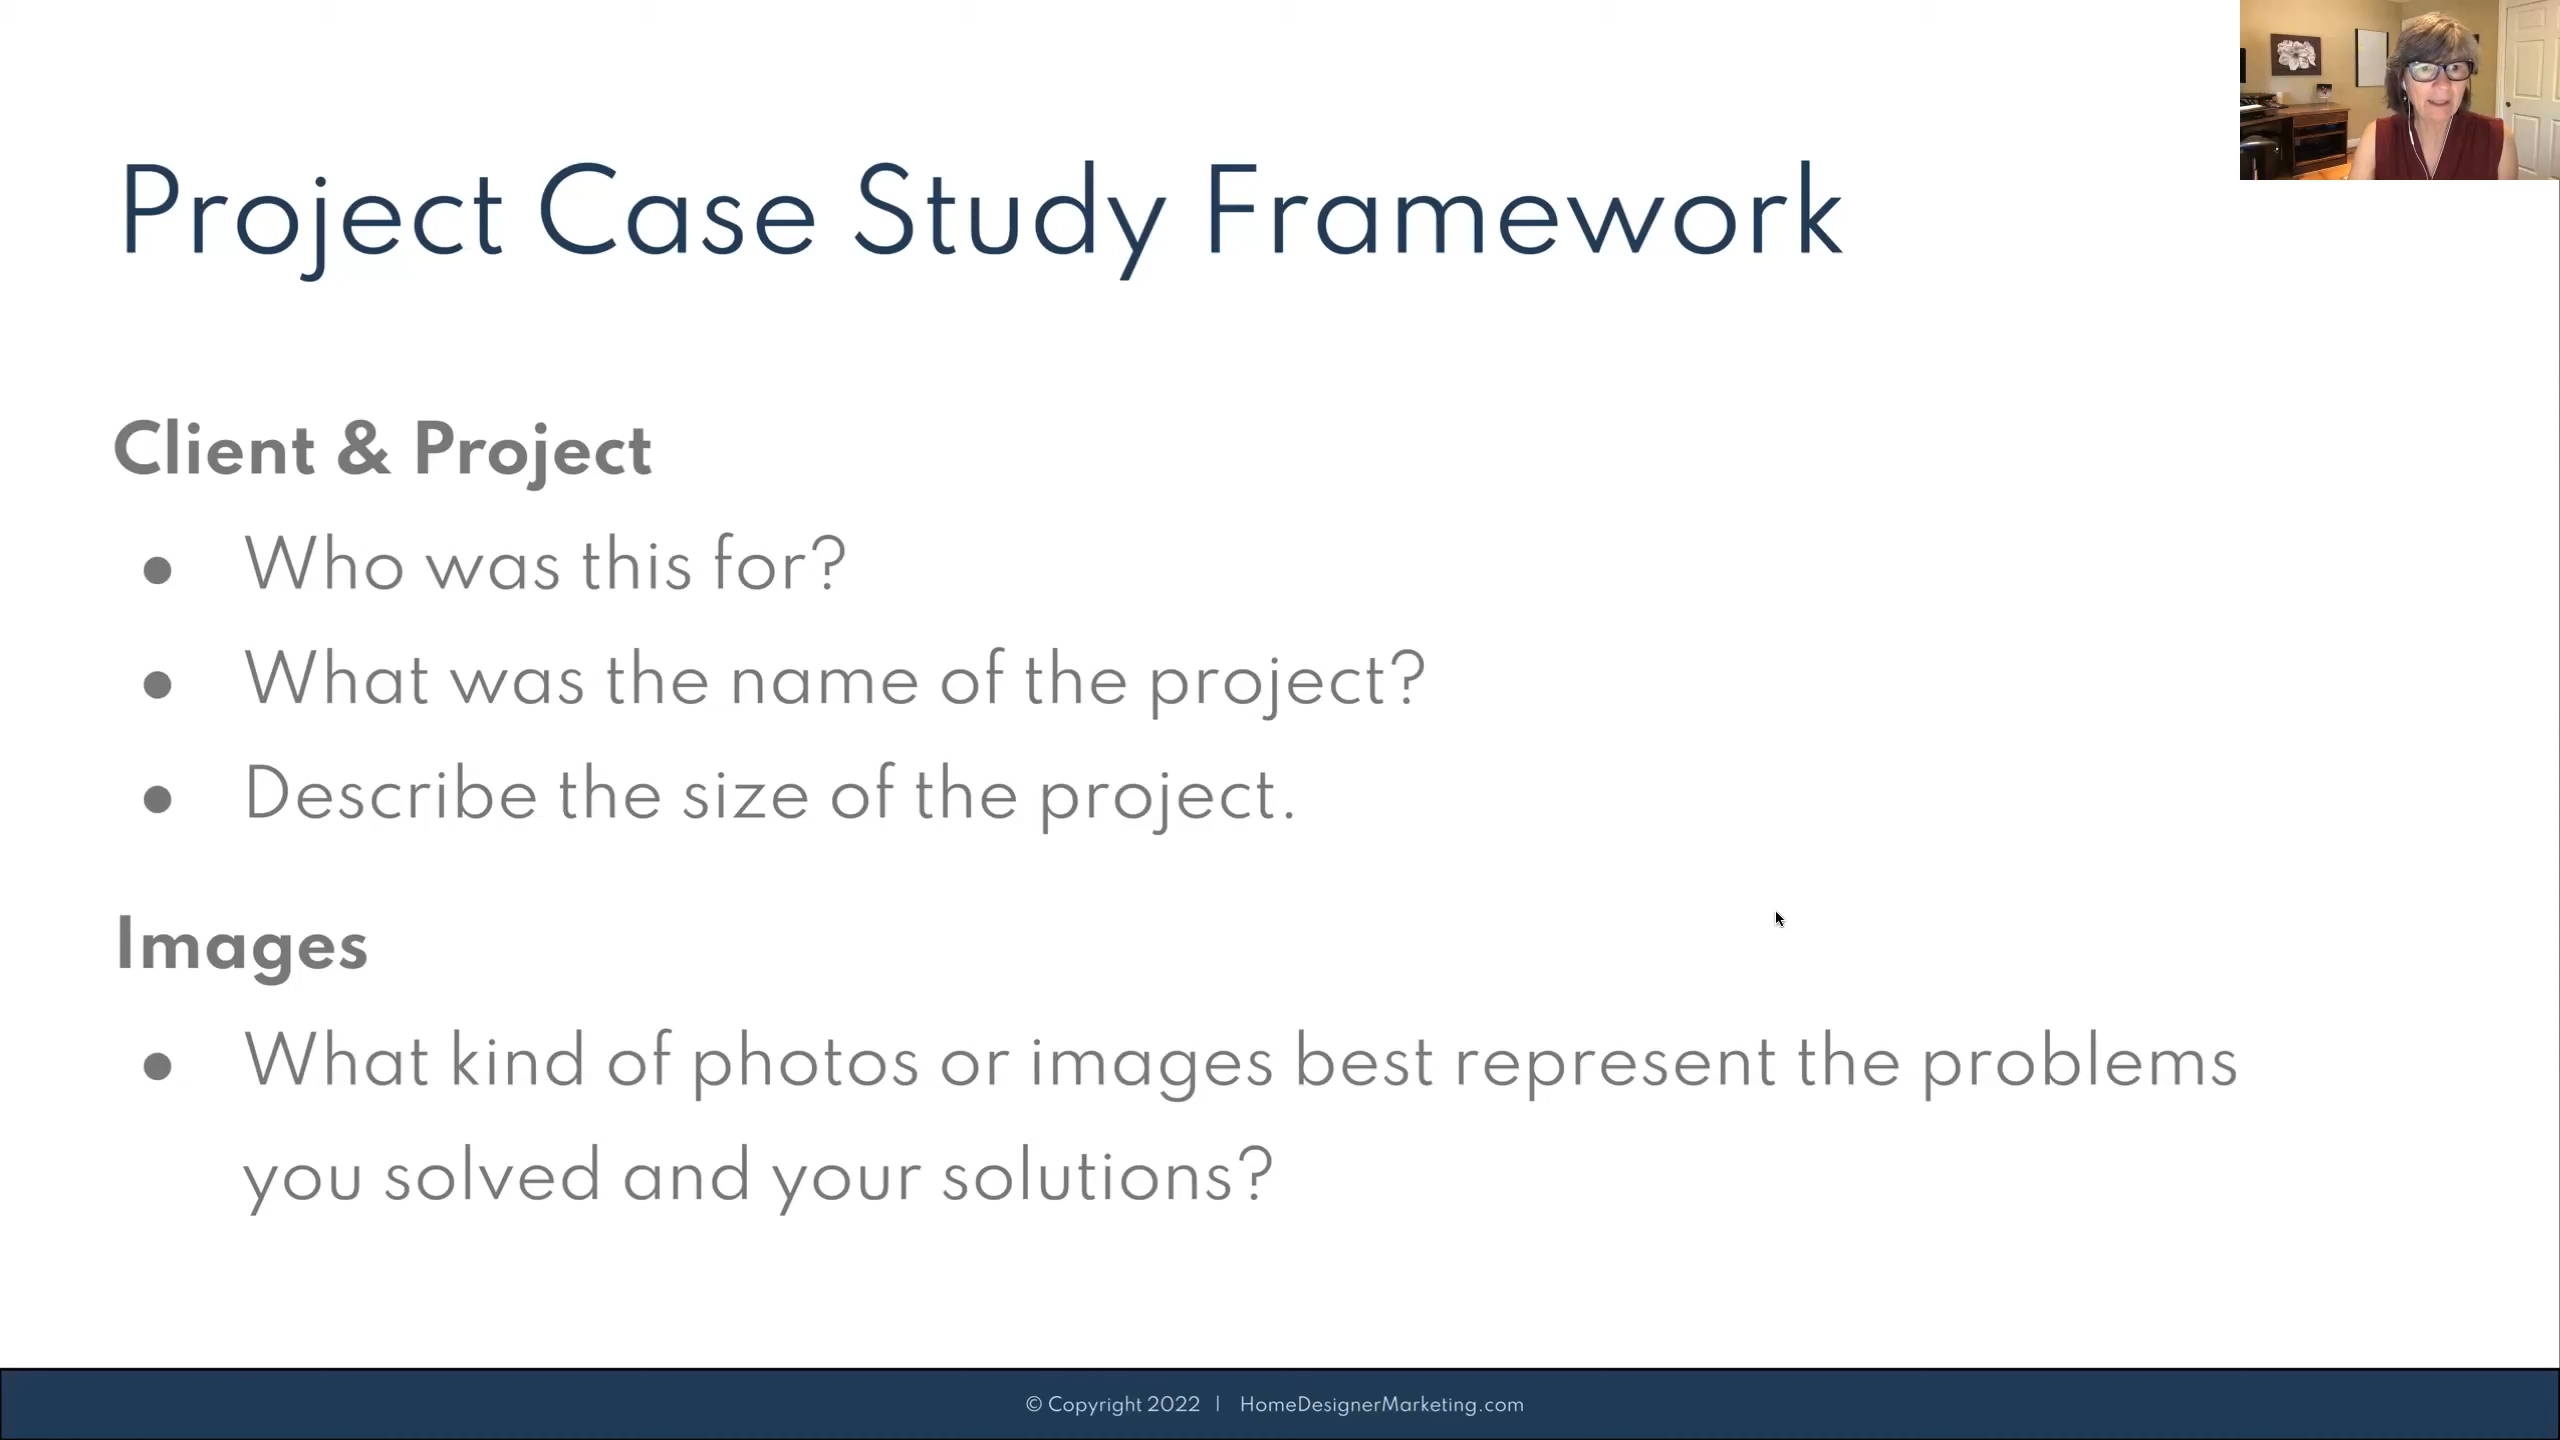 Project Case Study Framework
Client & Project
● Who was this for?
● What was the name of the project?
● Describe the size of the project.
Images
● What kind of photos or images best represent the problems
you solved and your solutions?
© Copyright 2022 | HomeDesignerMarketing.com